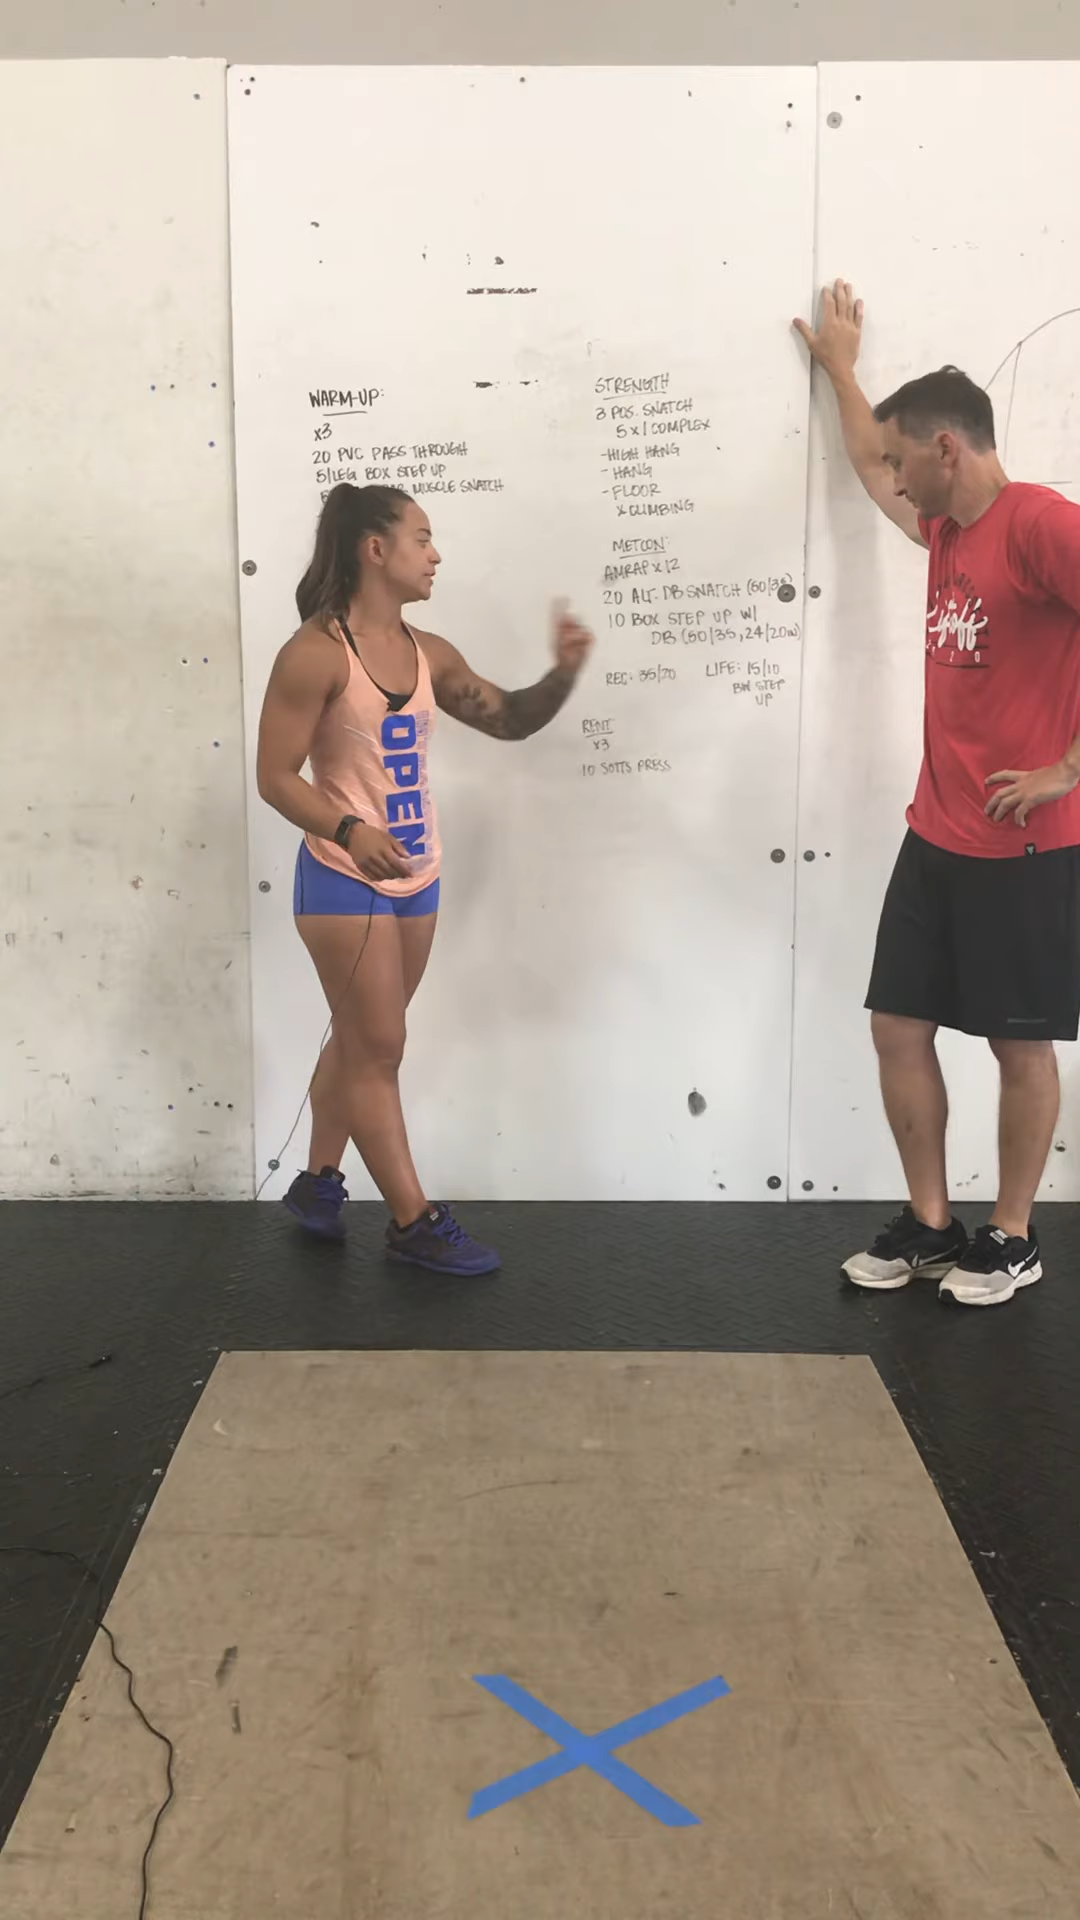 WARM-UP:
x3
20 PVC PASS THROUGH
5/LEG BOX STEP UP
MUSCLE SNATCH
STRENGTH
3 POS. SNATCH
5 x 1 COMPLEX
-HIGH HANG
- HANG
- FLOOR
x CLIMBING
METCON:
AMRAP x 12
20 ALT. DB SNATCH (50/35)
10 BOX STEP UP W/
DB (50/35, 24/20in)
REC: 35/20
LIFE: 15/10
BW STEP
UP
RENT
x3
10 SOTTS PRESS
OPEN